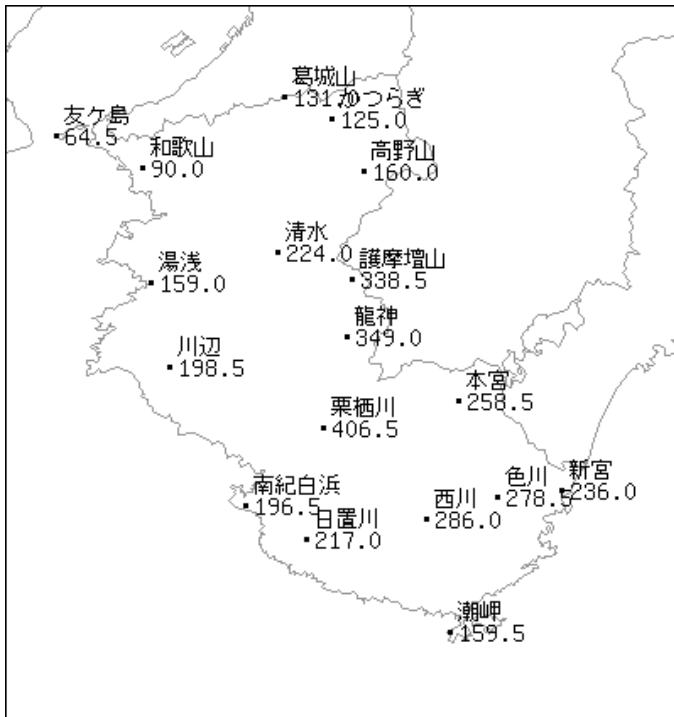 葛城山
131.0
かつらぎ
125.0
友ケ島
64.5
和歌山
90.0
高野山
160.0
清水
224.0
護摩壇山
338.5
湯浅
159.0
龍神
349.0
川辺
198.5
本宮
258.5
栗栖川
406.5
南紀白浜
196.5
日置川
217.0
西川
286.0
色川
278.5
新宮
236.0
潮岬
159.5